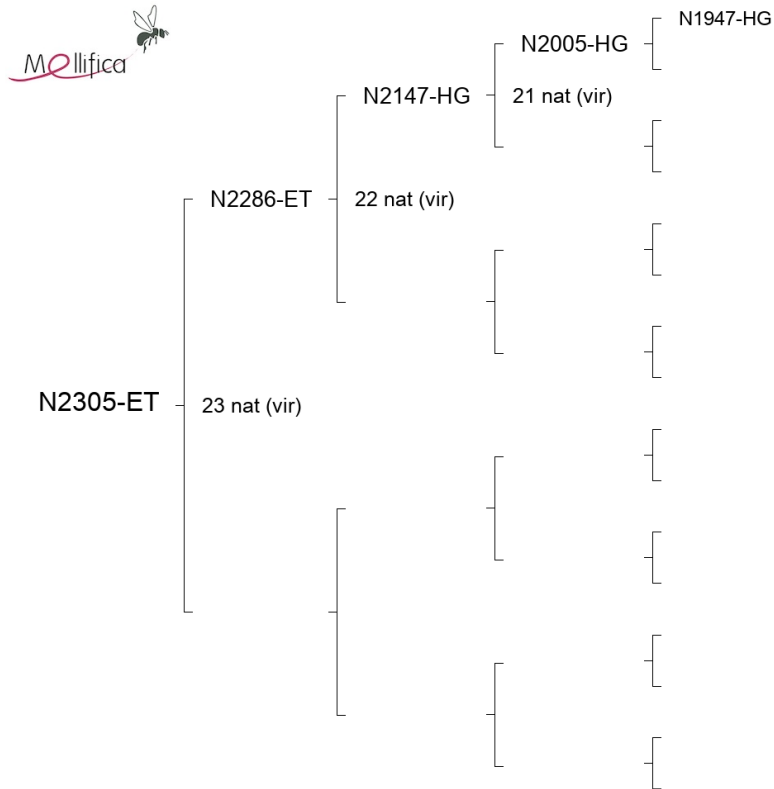 Mellifica
N1947-HG
N2005-HG
N2147-HG
21 nat (vir)
N2286-ET
22 nat (vir)
N2305-ET
23 nat (vir)